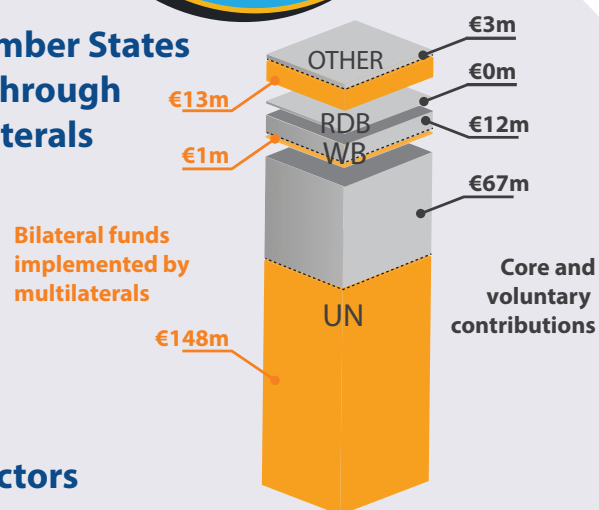 mber States
hrough
terals
OTHER
€3m
€13m
€0m
RDB
€12m
WB
€1m
€67m
Bilateral funds
implemented by
multilaterals
Core and
voluntary
contributions
UN
€148m
ctors